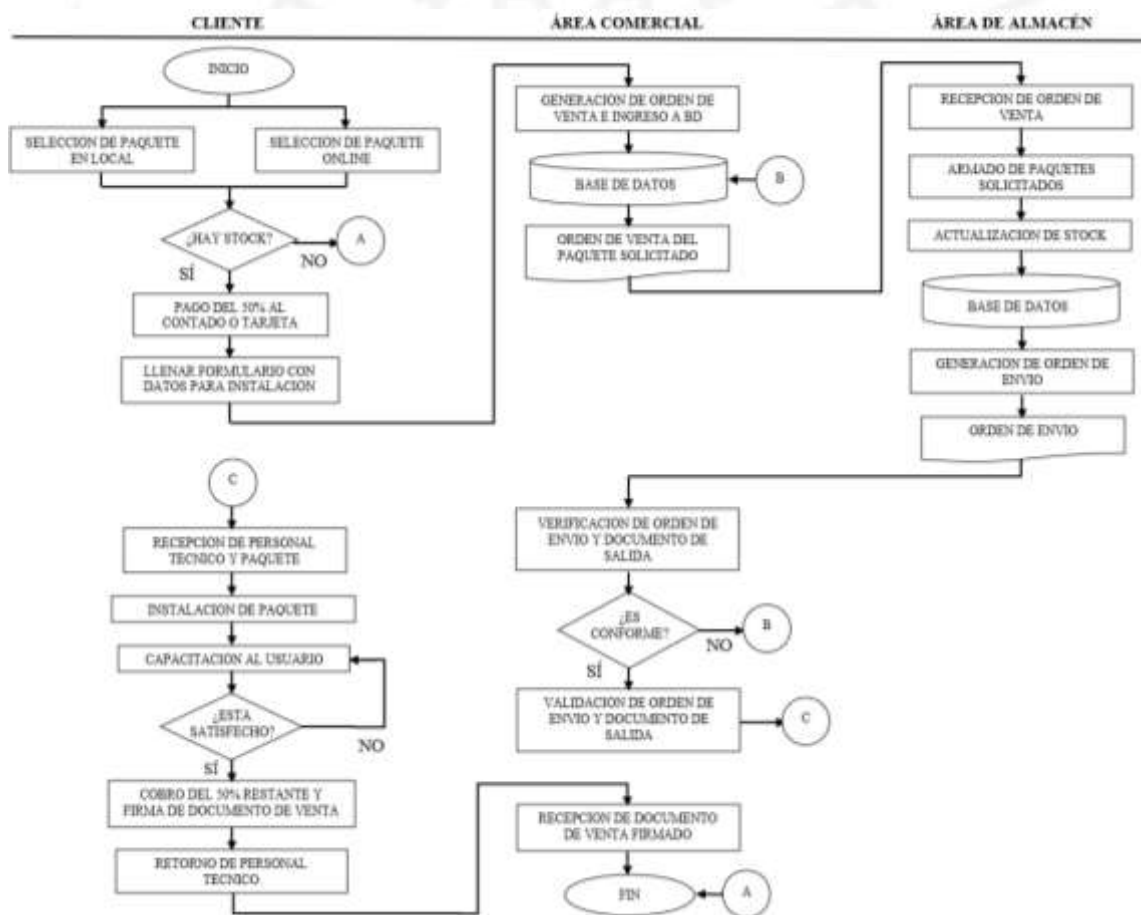 CLIENTE
ÁREA COMERCIAL
ÁREA DE ALMACÉN
INICIO
SELECCION DE PAQUETE
EN LOCAL
SELECCION DE PAQUETE
ONLINE
¿HAY STOCK?
A
NO
SÍ
PAGO DEL 50% AL
CONTADO O TARJETA
LLENAR FORMULARIO CON
DATOS PARA INSTALACIÓN
GENERACION DE ORDEN DE
VENTA E INGRESO A BD
BASE DE DATOS
B
ORDEN DE VENTA DEL
PAQUETE SOLICITADO
RECEPCION DE ORDEN DE
VENTA
ARMADO DE PAQUETES
SOLICITADOS
ACTUALIZACION DE STOCK
BASE DE DATOS
GENERACION DE ORDEN DE
ENVIO
ORDEN DE ENVIO
VERIFICACION DE ORDEN DE
ENVIO Y DOCUMENTO DE
SALIDA
¿ES
CONFORME?
NO
B
SÍ
VALIDACION DE ORDEN DE
ENVIO Y DOCUMENTO DE
SALIDA
C
C
RECEPCION DE PERSONAL
TECNICO Y PAQUETE
INSTALACION DE PAQUETE
CAPACITACION AL USUARIO
¿ESTA
SATISFECHO?
NO
SÍ
COBRO DEL 50% RESTANTE Y
FIRMA DE DOCUMENTO DE VENTA
RETORNO DE PERSONAL
TECNICO
RECEPCION DE DOCUMENTO
DE VENTA FIRMADO
FIN
A